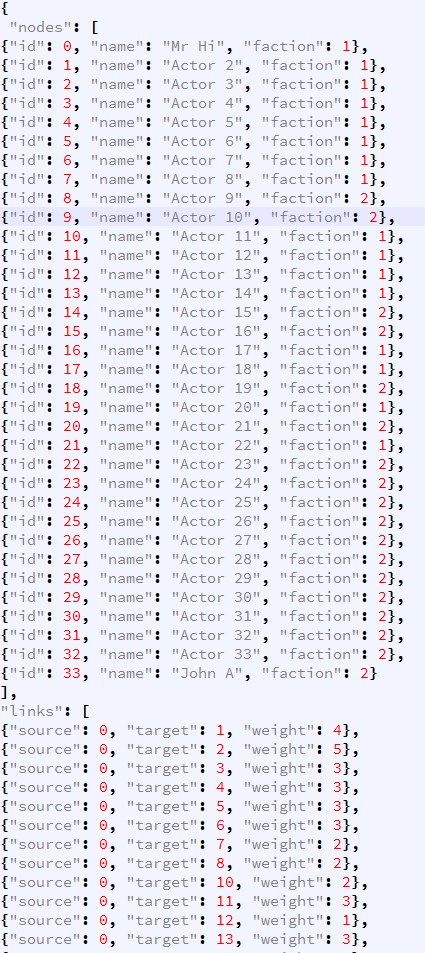 {
"nodes": [
{"id": 0, "name": "Mr Hi", "faction": 1},
{"id": 1, "name": "Actor 2", "faction": 1},
{"id": 2, "name": "Actor 3", "faction": 1},
{"id": 3, "name": "Actor 4", "faction": 1},
{"id": 4, "name": "Actor 5", "faction": 1},
{"id": 5, "name": "Actor 6", "faction": 1},
{"id": 6, "name": "Actor 7", "faction": 1},
{"id": 7, "name": "Actor 8", "faction": 1},
{"id": 8, "name": "Actor 9", "faction": 2},
{"id": 9, "name": "Actor 10", "faction": 2},
{"id": 10, "name": "Actor 11", "faction": 1},
{"id": 11, "name": "Actor 12", "faction": 1},
{"id": 12, "name": "Actor 13", "faction": 1},
{"id": 13, "name": "Actor 14", "faction": 1},
{"id": 14, "name": "Actor 15", "faction": 2},
{"id": 15, "name": "Actor 16", "faction": 2},
{"id": 16, "name": "Actor 17", "faction": 1},
{"id": 17, "name": "Actor 18", "faction": 1},
{"id": 18, "name": "Actor 19", "faction": 2},
{"id": 19, "name": "Actor 20", "faction": 1},
{"id": 20, "name": "Actor 21", "faction": 2},
{"id": 21, "name": "Actor 22", "faction": 1},
{"id": 22, "name": "Actor 23", "faction": 2},
{"id": 23, "name": "Actor 24", "faction": 2},
{"id": 24, "name": "Actor 25", "faction": 2},
{"id": 25, "name": "Actor 26", "faction": 2},
{"id": 26, "name": "Actor 27", "faction": 2},
{"id": 27, "name": "Actor 28", "faction": 2},
{"id": 28, "name": "Actor 29", "faction": 2},
{"id": 29, "name": "Actor 30", "faction": 2},
{"id": 30, "name": "Actor 31", "faction": 2},
{"id": 31, "name": "Actor 32", "faction": 2},
{"id": 32, "name": "Actor 33", "faction": 2},
{"id": 33, "name": "John A", "faction": 2}
],
"links": [
{"source": 0, "target": 1, "weight": 4},
{"source": 0, "target": 2, "weight": 5},
{"source": 0, "target": 3, "weight": 3},
{"source": 0, "target": 4, "weight": 3},
{"source": 0, "target": 5, "weight": 3},
{"source": 0, "target": 6, "weight": 3},
{"source": 0, "target": 7, "weight": 2},
{"source": 0, "target": 8, "weight": 2},
{"source": 0, "target": 10, "weight": 2},
{"source": 0, "target": 11, "weight": 3},
{"source": 0, "target": 12, "weight": 1},
{"source": 0, "target": 13, "weight": 3},